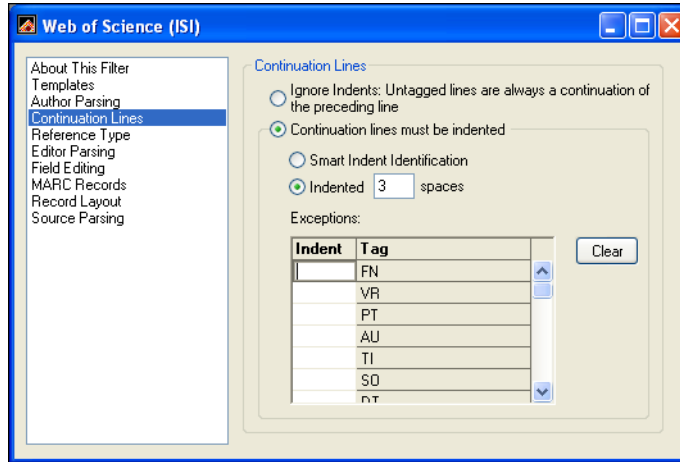 Web of Science (ISI)
About This Filter
Templates
Author Parsing
Continuation Lines
Reference Type
Editor Parsing
Field Editing
MARC Records
Record Layout
Source Parsing
Continuation Lines
Ignore Indents: Untagged lines are always a continuation of
the preceding line
Continuation lines must be indented
Smart Indent Identification
Indented 3 spaces
Exceptions:
Indent Tag
Clear
FN
VR
PT
AU
TI
SO
DT